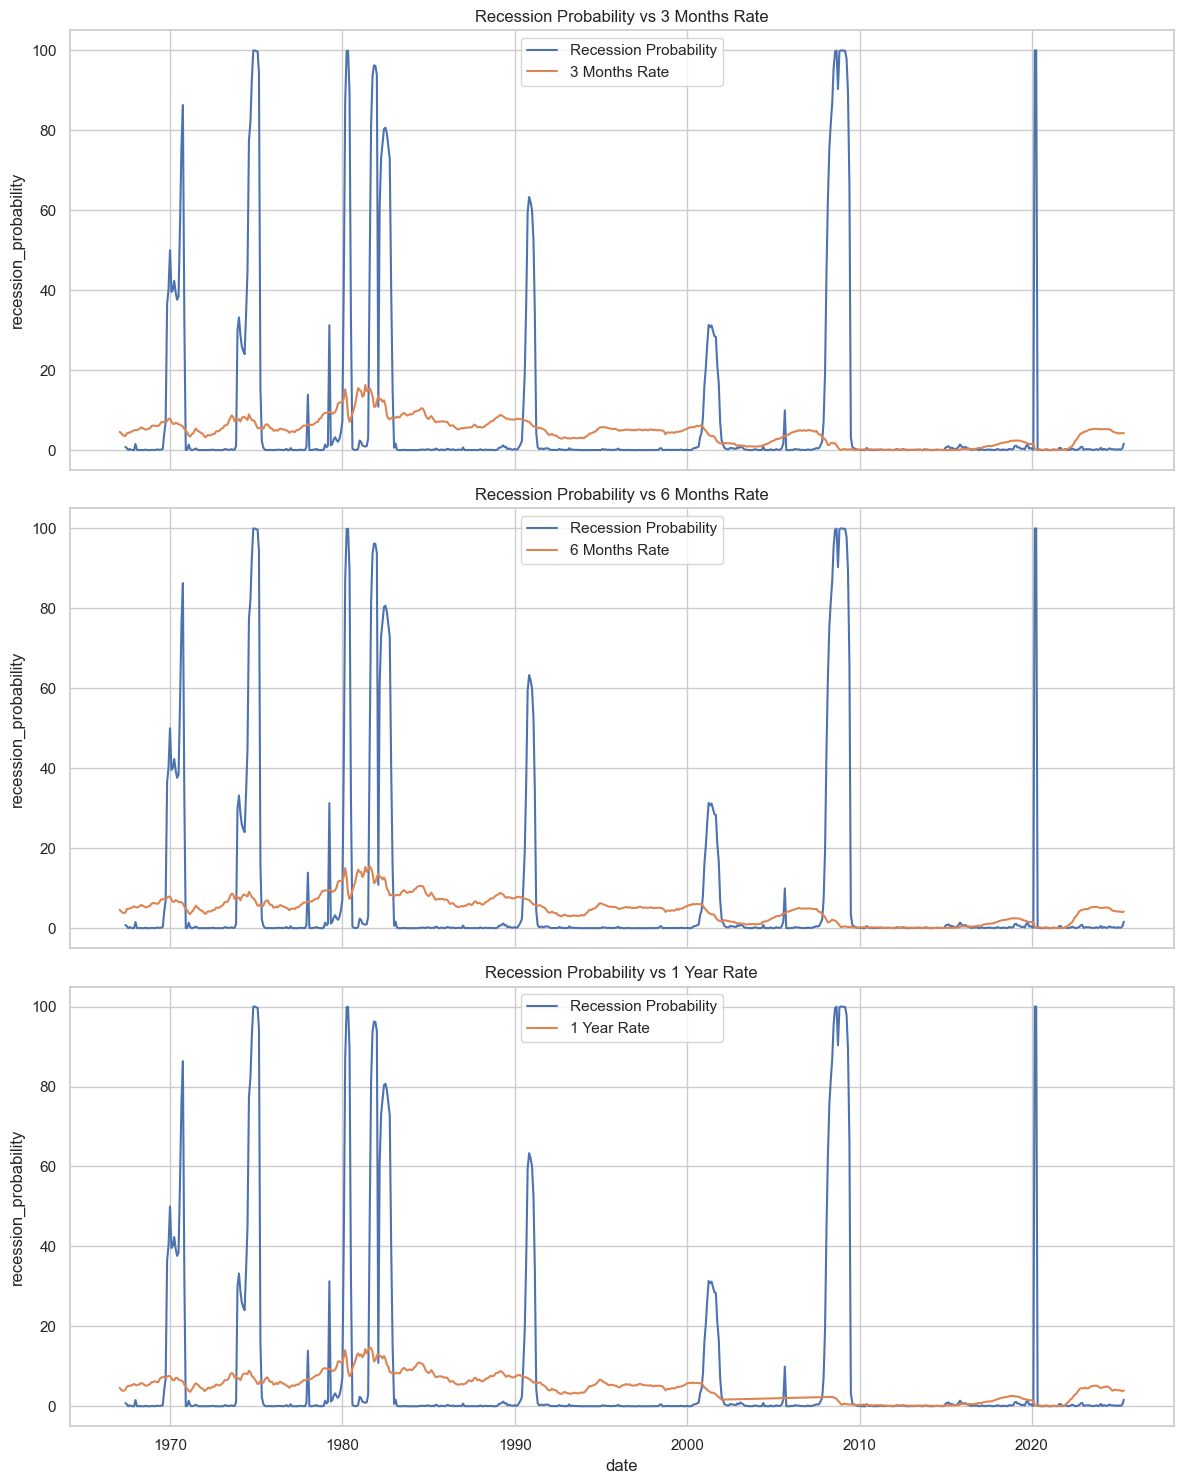 Recession Probability vs 3 Months Rate
Recession Probability
3 Months Rate
recession_probability
100
80
60
40
20
0
Recession Probability vs 6 Months Rate
Recession Probability
6 Months Rate
recession_probability
100
80
60
40
20
0
Recession Probability vs 1 Year Rate
Recession Probability
1 Year Rate
recession_probability
100
80
60
40
20
0
1970 1980 1990 2000 2010 2020
date